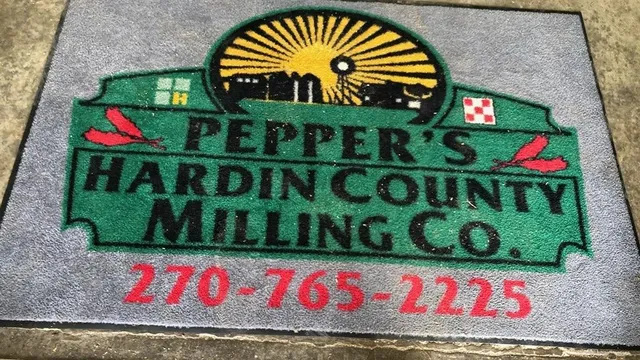 H
PEPPER'S
HARDIN COUNTY
MILLING CO.
270-765-2225